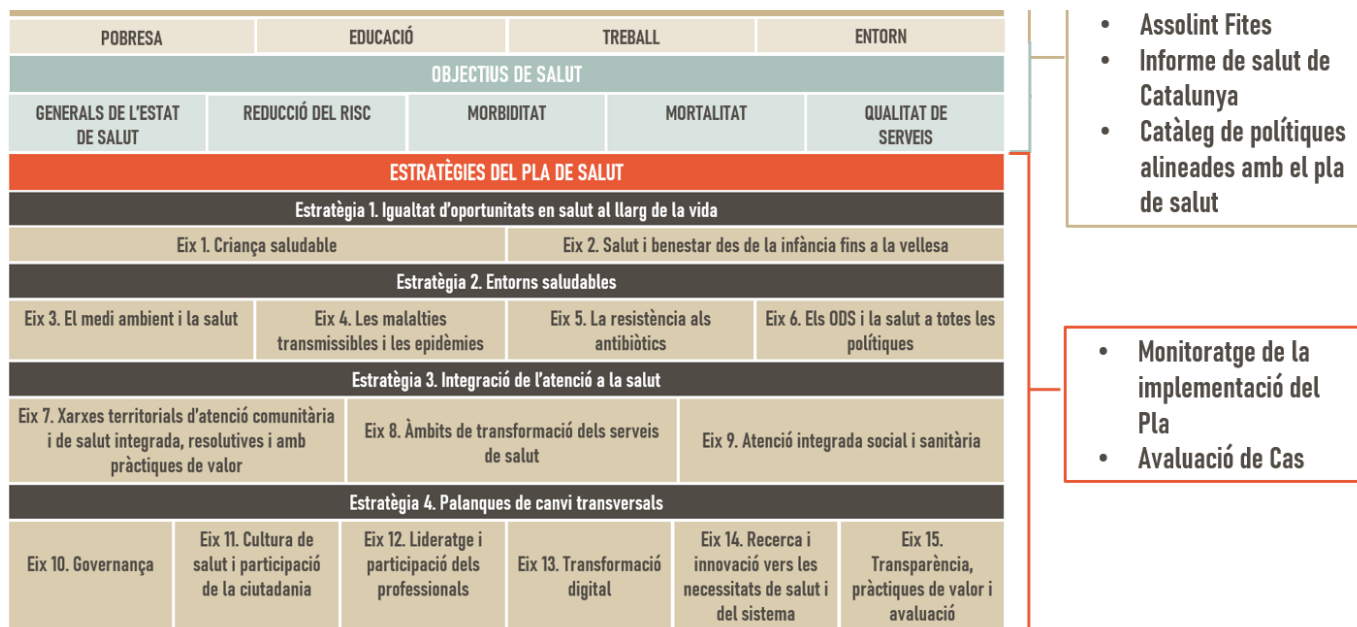 POBRESA
EDUCACIÓ
TREBALL
ENTORN
OBJECTIUS DE SALUT
GENERALS DE L'ESTAT
DE SALUT
REDUCCIÓ DEL RISC
MORBIDITAT
MORTALITAT
QUALITAT DE
SERVEIS
ESTRATÈGIES DEL PLA DE SALUT
Estratègia 1. Igualtat d'oportunitats en salut al llarg de la vida
Eix 1. Criança saludable
Eix 2. Salut i benestar des de la infància fins a la vellesa
Estratègia 2. Entorns saludables
Eix 3. El medi ambient i la salut
Eix 4. Les malalties
transmissibles i les epidèmies
Eix 5. La resistència als
antibiòtics
Eix 6. Els ODS i la salut a totes les
polítiques
Estratègia 3. Integració de l'atenció a la salut
Eix 7. Xarxes territorials d'atenció comunitària
i de salut integrada, resolutives i amb
pràctiques de valor
Eix 8. Àmbits de transformació dels serveis
de salut
Eix 9. Atenció integrada social i sanitària
Estratègia 4. Palanques de canvi transversals
Eix 10. Governança
Eix 11. Cultura de
salut i participació
de la ciutadania
Eix 12. Lideratge i
participació dels
professionals
Eix 13. Transformació
digital
Eix 14. Recerca i
innovació vers les
necessitats de salut i
del sistema
Eix 15.
Transparència,
pràctiques de valor i
avaluació
• Assolint Fites
• Informe de salut de
Catalunya
• Catàleg de polítiques
alineades amb el pla
de salut
• Monitoratge de la
implementació del
Pla
• Avaluació de Cas